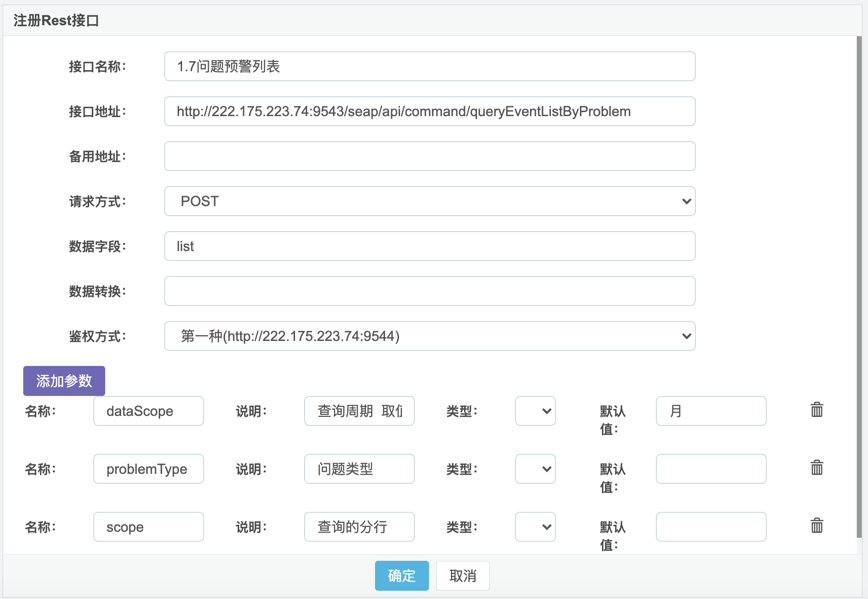 注册Rest接口
接口名称： 1.7问题预警列表
接口地址： http://222.175.223.74:9543/seap/api/command/queryEventListByProblem
备用地址：
请求方式： POST
数据字段： list
数据转换：
鉴权方式： 第一种(http://222.175.223.74:9544)
添加参数
名称： dataScope 说明： 查询周期 取值 类型： 默认值： 月
名称： problemType 说明： 问题类型 类型： 默认值：
名称： scope 说明： 查询的分行 类型： 默认值：
确定 取消